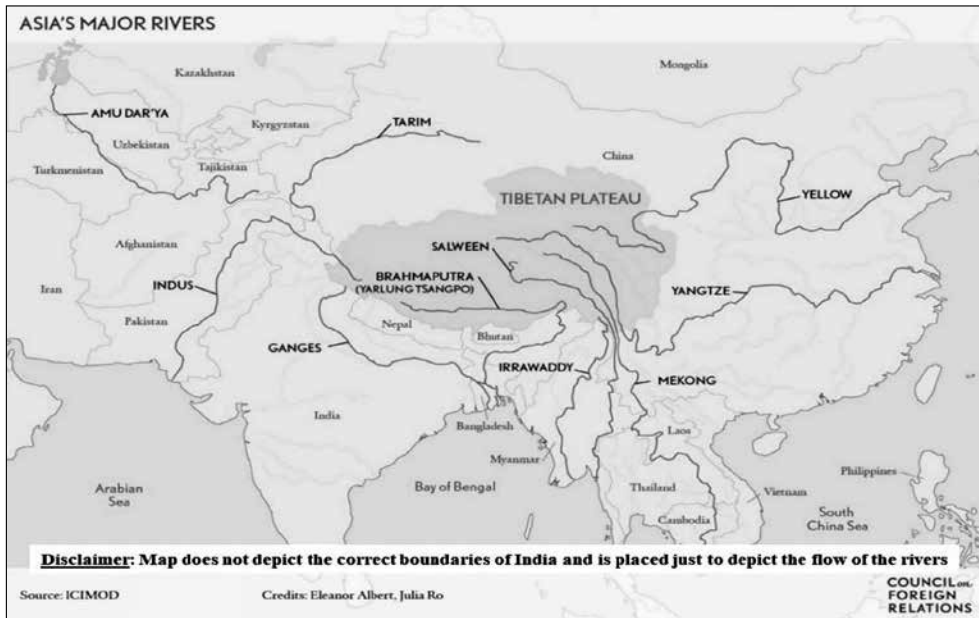 ASIA'S MAJOR RIVERS
Kazakhstan
Mongolia
AMU DAR'YA
Uzbekistan
Kyrgyzstan
TARIM
Turkmenistan
Tajikistan
China
TIBETAN PLATEAU
YELLOW
Afghanistan
SALWEEN
BRAHMAPUTRA
(YARLUNG TSANGPO)
Iran
INDUS
YANGTZE
Pakistan
Nepal
Bhutan
GANGES
IRRAWADDY
MEKONG
India
Bangladesh
Laos
Myanmar
Philippines
Arabian
Sea
Bay of Bengal
Thailand
Vietnam
Cambodia
South
China Sea
Disclaimer: Map does not depict the correct boundaries of India and is placed just to depict the flow of the rivers
Source: ICIMOD
Credits: Eleanor Albert, Julia Ro
COUNCIL on
FOREIGN
RELATIONS